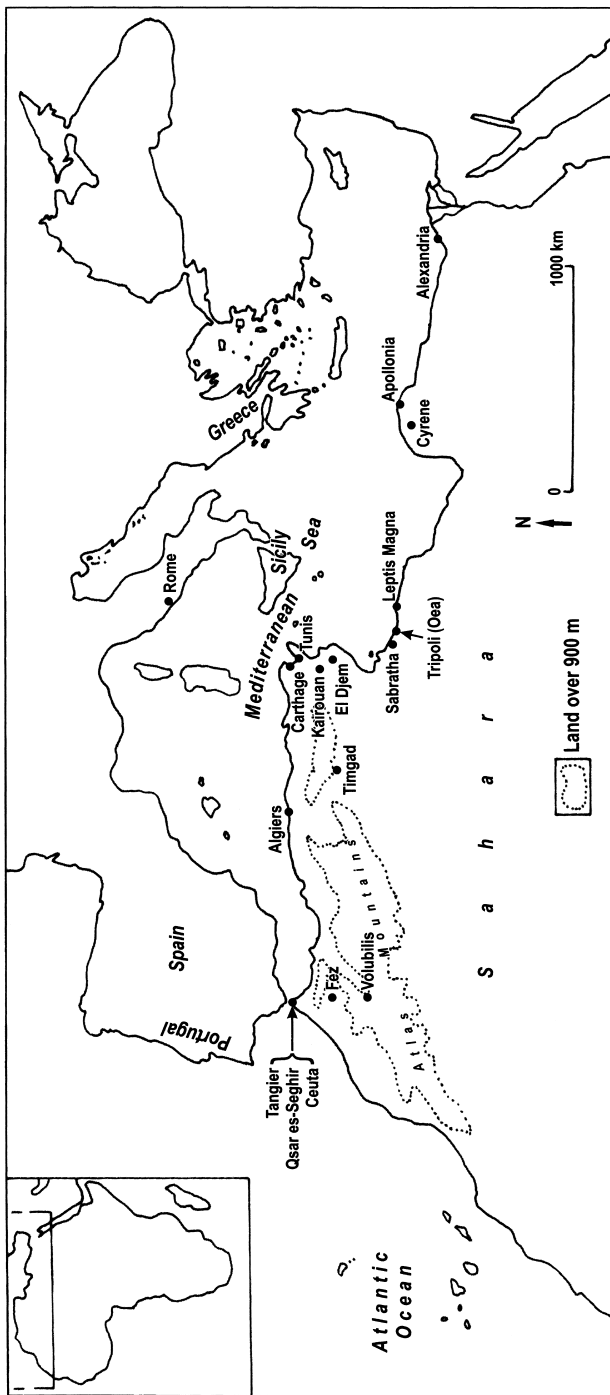 Portugal
Spain
Rome
Greece
Sicily
Mediterranean
Sea
Tangier
Qsar es-Seghir
Ceuta
Algiers
Carthage
Tunis
Kairouan
El Djem
Timgad
Fez
Volubilis
Atlas
Mountains
Sabratha
Tripoli (Oea)
Leptis Magna
Apollonia
Cyrene
Alexandria
Atlantic
Ocean
Sahara
Land over 900 m
N
0
1000 km